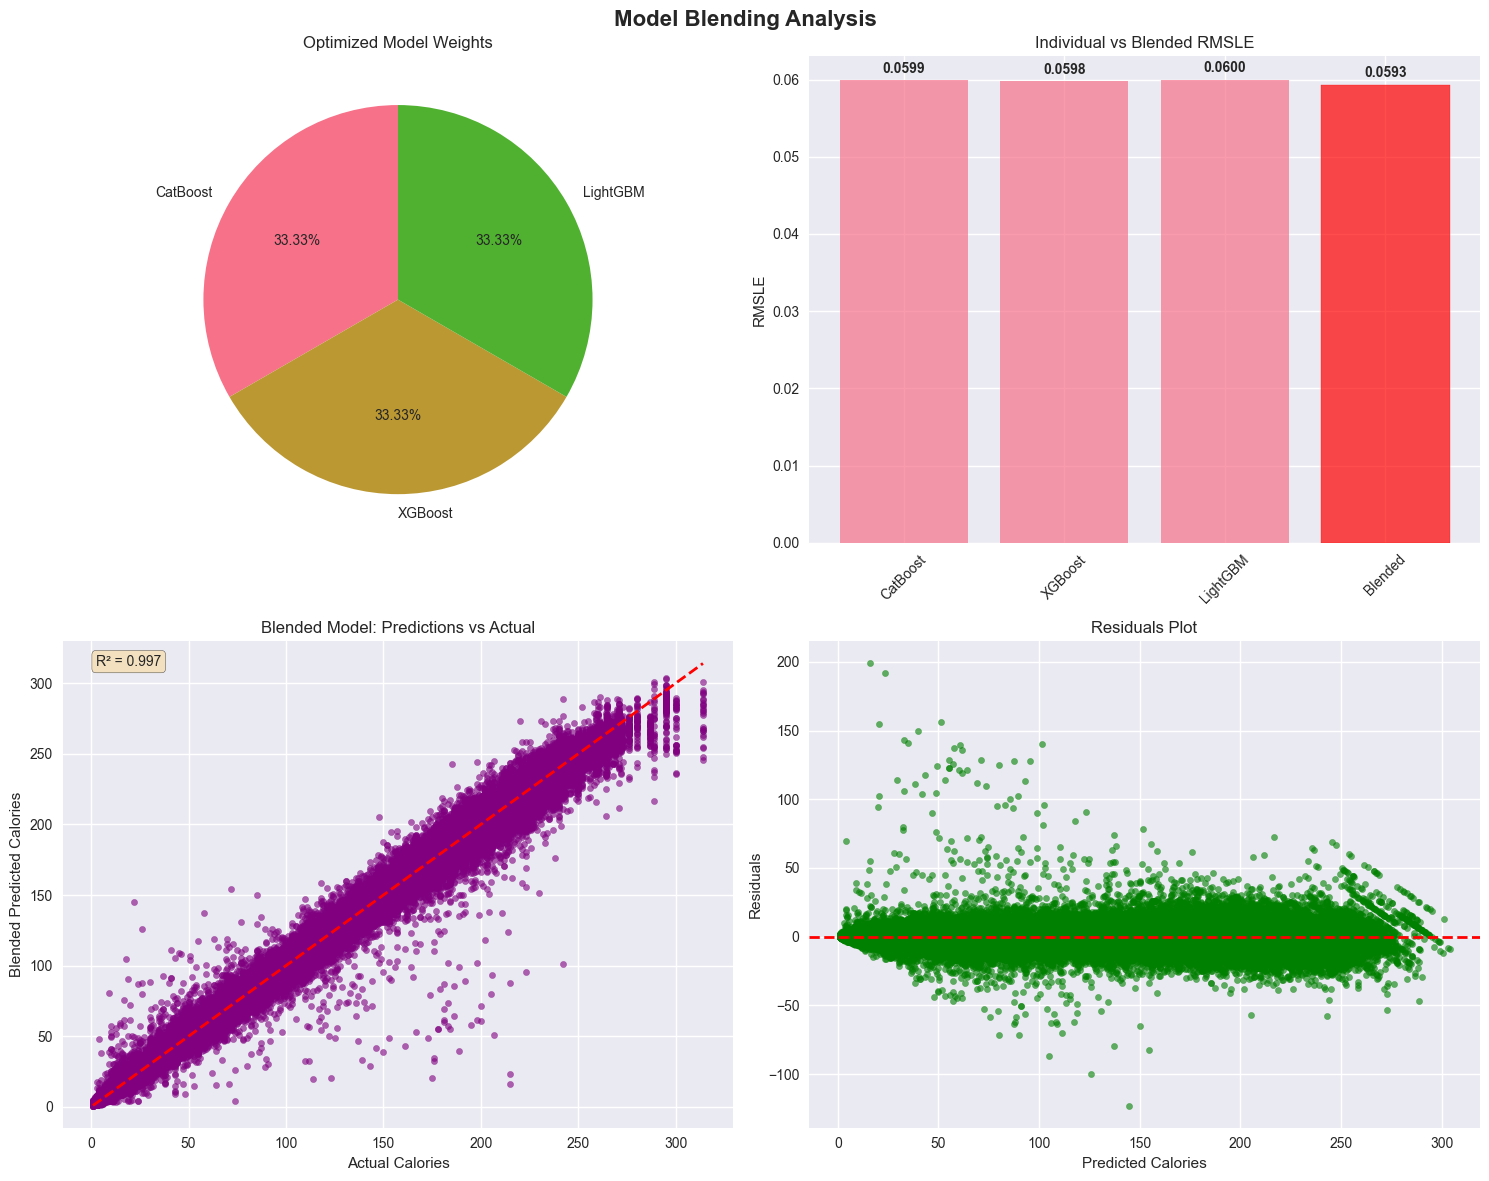 Model Blending Analysis
Optimized Model Weights
CatBoost
LightGBM
33.33%
33.33%
33.33%
XGBoost
Individual vs Blended RMSLE
RMSLE
0.06
0.05
0.04
0.03
0.02
0.01
0.00
0.0599
0.0598
0.0600
0.0593
CatBoost
XGBoost
LightGBM
Blended
Blended Model: Predictions vs Actual
R² = 0.997
Blended Predicted Calories
300
250
200
150
100
50
0
0
50
100
150
200
250
300
Actual Calories
Residuals Plot
Residuals
200
150
100
50
0
−50
−100
0
50
100
150
200
250
300
Predicted Calories